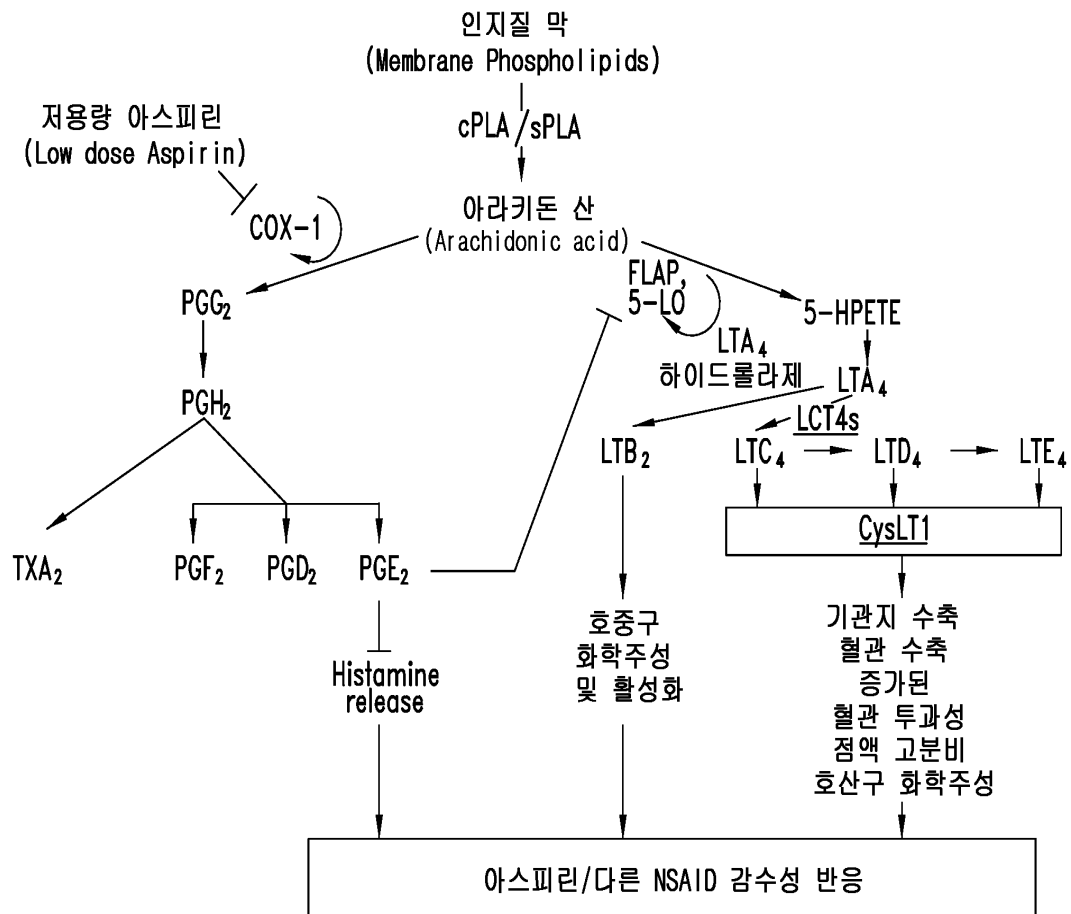 인지질 막
(Membrane Phospholipids)
cPLA/sPLA
저용량 아스피린
(Low dose Aspirin)
COX-1
아라키돈 산
(Arachidonic acid)
FLAP,
5-LO
PGG₂
5-HPETE
LTA₄
하이드롤라제
LTA₄
PGH₂
LCT4s
LTB₂
LTC₄
LTD₄
LTE₄
CysLT1
TXA₂
PGF₂
PGD₂
PGE₂
Histamine
release
호중구
화학주성
및 활성화
기관지 수축
혈관 수축
증가된
혈관 투과성
점액 고분비
호산구 화학주성
아스피린/다른 NSAID 감수성 반응